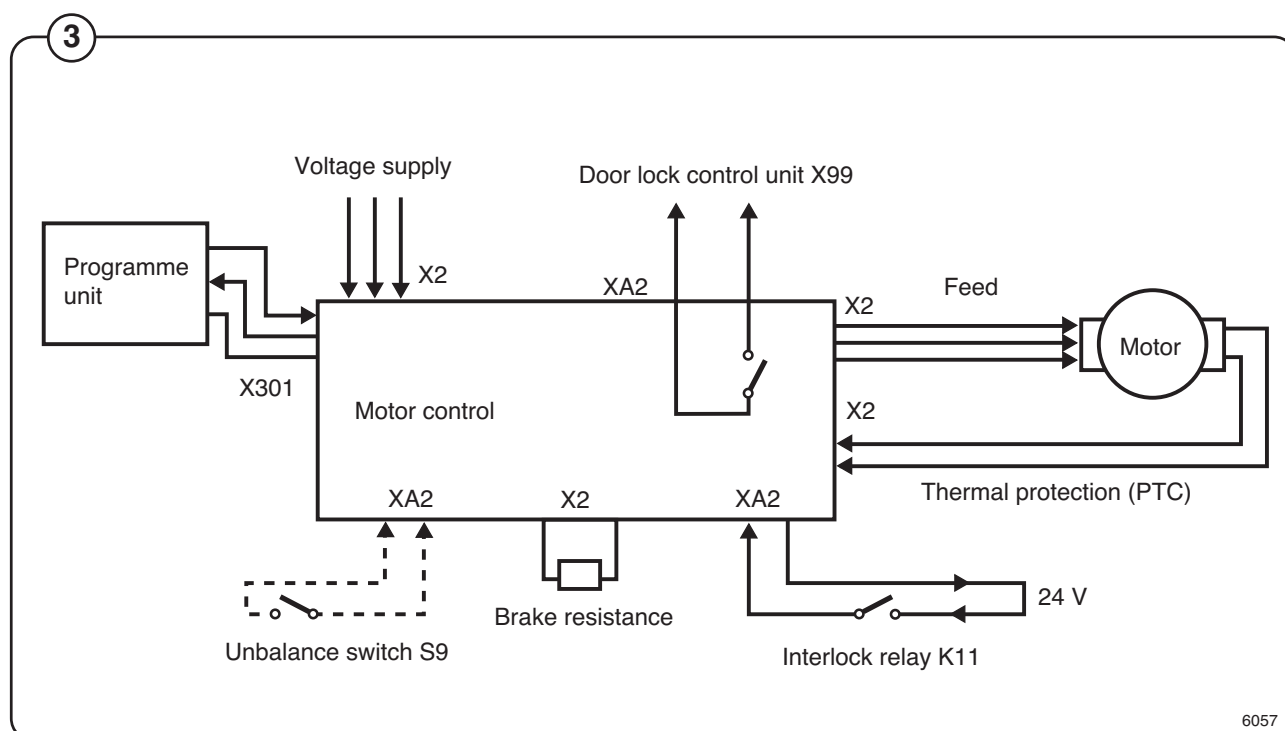 3
Voltage supply
Door lock control unit X99
Programme
unit
X2
XA2
X2
Feed
Motor
X301
Motor control
X2
Thermal protection (PTC)
XA2
X2
XA2
24 V
Brake resistance
Unbalance switch S9
Interlock relay K11
6057